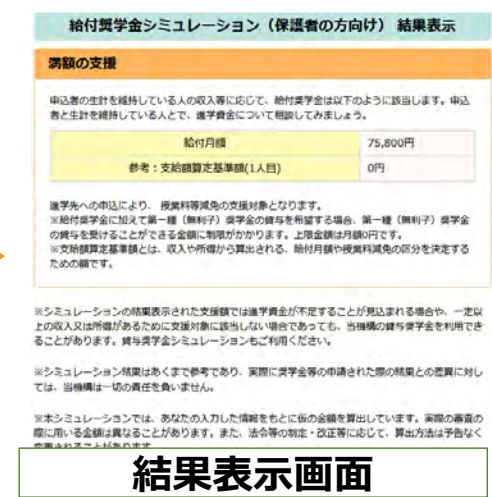 給付奨学金シミュレーション（保護者の方向け） 結果表示
満額の支援
申込者の生計を維持している人の収入等に応じて、給付奨学金は以下のように該当します。申込
者と生計を維持している人とで、進学資金について相談してみましょう。
給付月額 75,800円
参考：支給額算定基準額(1人目) 0円
進学先への申込により、 授業料等減免の支援対象となります。
※給付奨学金に加えて第一種（無利子）奨学金の貸与を希望する場合、第一種（無利子）奨学金
の貸与を受けることができる金額に制限がかかります。上限金額は月額0円です。
※支給額算定基準額とは、収入や所得から算出される、給付月額や授業料減免の区分を決定する
ための額です。
※シミュレーションの結果表示された支援額では進学資金が不足することが見込まれる場合や、一定以
上の収入又は所得があるために支援対象に該当しない場合であっても、当機構の貸与奨学金を利用でき
ることがあります。貸与奨学金シミュレーションもご利用ください。
※シミュレーション結果はあくまで参考であり、実際に奨学金等の申請された際の結果との差異に対し
ては、当機構は一切の責任を負いません。
※本シミュレーションでは、あなたの入力した情報をもとに仮の金額を算出しています。実際の審査の
際に用いる金額は異なることがあります。また、法令等の制定・改正等に応じて、算出方法は予告なく
変更されることがあります
結果表示画面